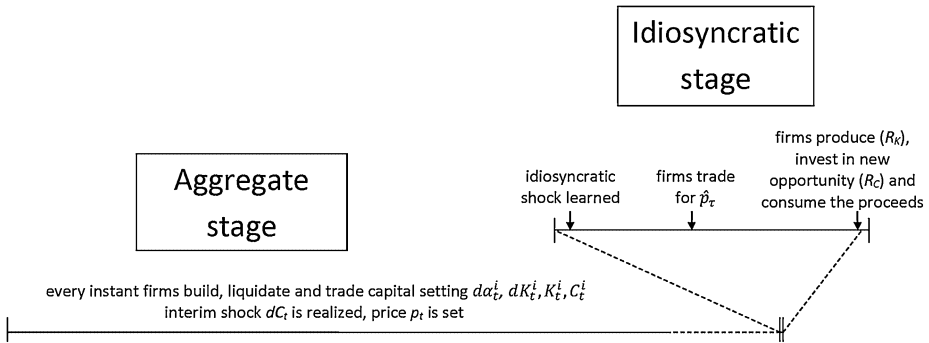 Idiosyncratic
stage
firms produce (R_K),
invest in new
opportunity (R_C) and
consume the proceeds
idiosyncratic
shock learned
firms trade
for p̂_τ
Aggregate
stage
every instant firms build, liquidate and trade capital setting dα_t^i, dK_t^i, K_t^i, C_t^i
interim shock dC_t is realized, price p_t is set